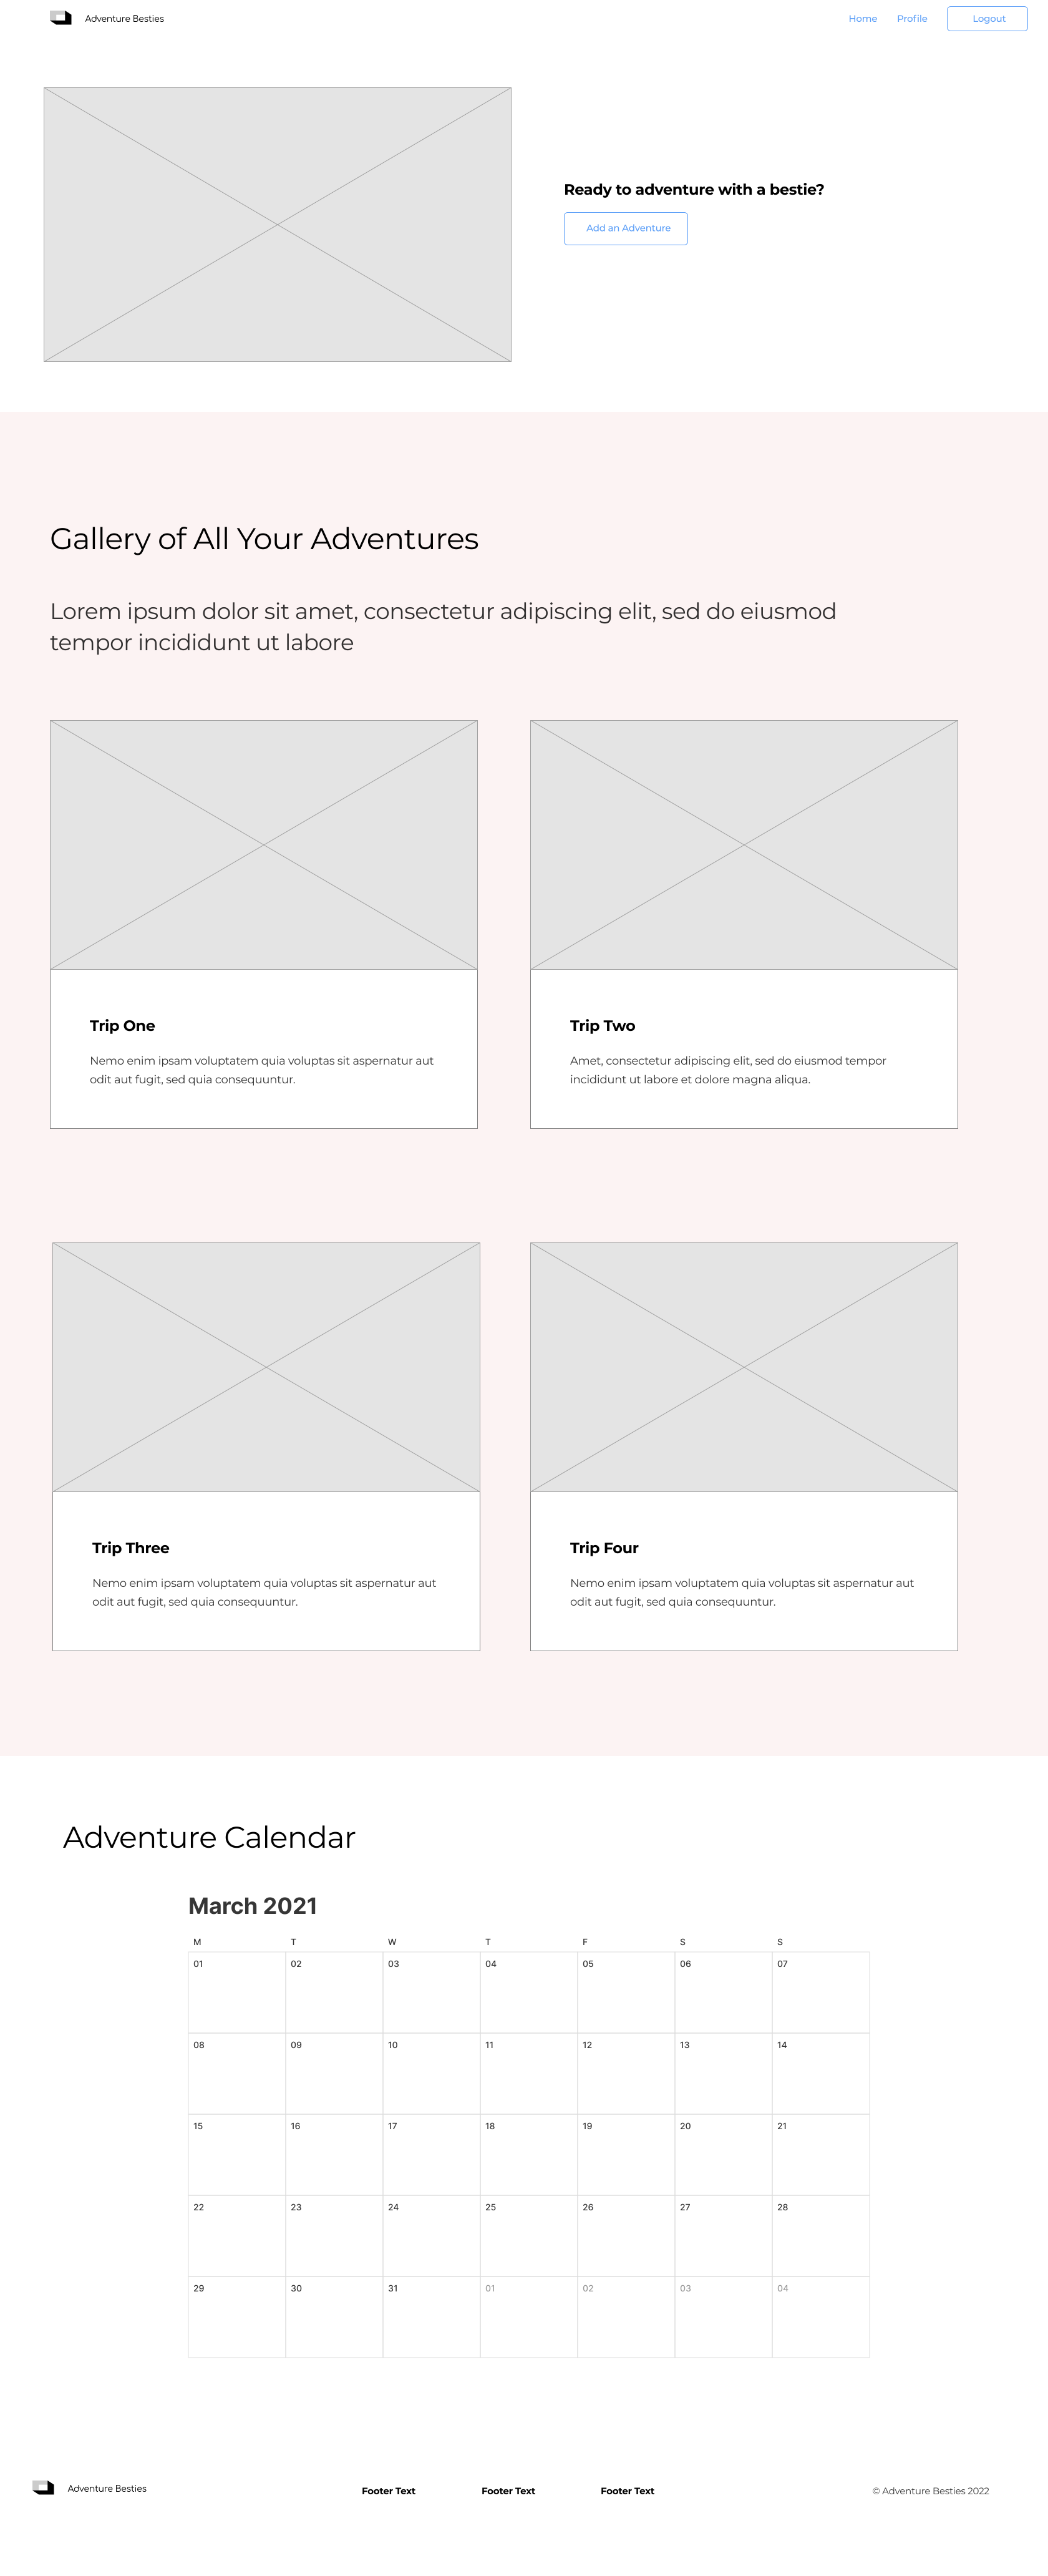 Adventure Besties
Home Profile Logout
Ready to adventure with a bestie?
Add an Adventure
Gallery of All Your Adventures
Lorem ipsum dolor sit amet, consectetur adipiscing elit, sed do eiusmod
tempor incididunt ut labore
Trip One
Nemo enim ipsam voluptatem quia voluptas sit aspernatur aut
odit aut fugit, sed quia consequuntur.
Trip Two
Amet, consectetur adipiscing elit, sed do eiusmod tempor
incididunt ut labore et dolore magna aliqua.
Trip Three
Nemo enim ipsam voluptatem quia voluptas sit aspernatur aut
odit aut fugit, sed quia consequuntur.
Trip Four
Nemo enim ipsam voluptatem quia voluptas sit aspernatur aut
odit aut fugit, sed quia consequuntur.
Adventure Calendar
March 2021
M T W T F S S
01 02 03 04 05 06 07
08 09 10 11 12 13 14
15 16 17 18 19 20 21
22 23 24 25 26 27 28
29 30 31 01 02 03 04
Adventure Besties
Footer Text Footer Text Footer Text
© Adventure Besties 2022